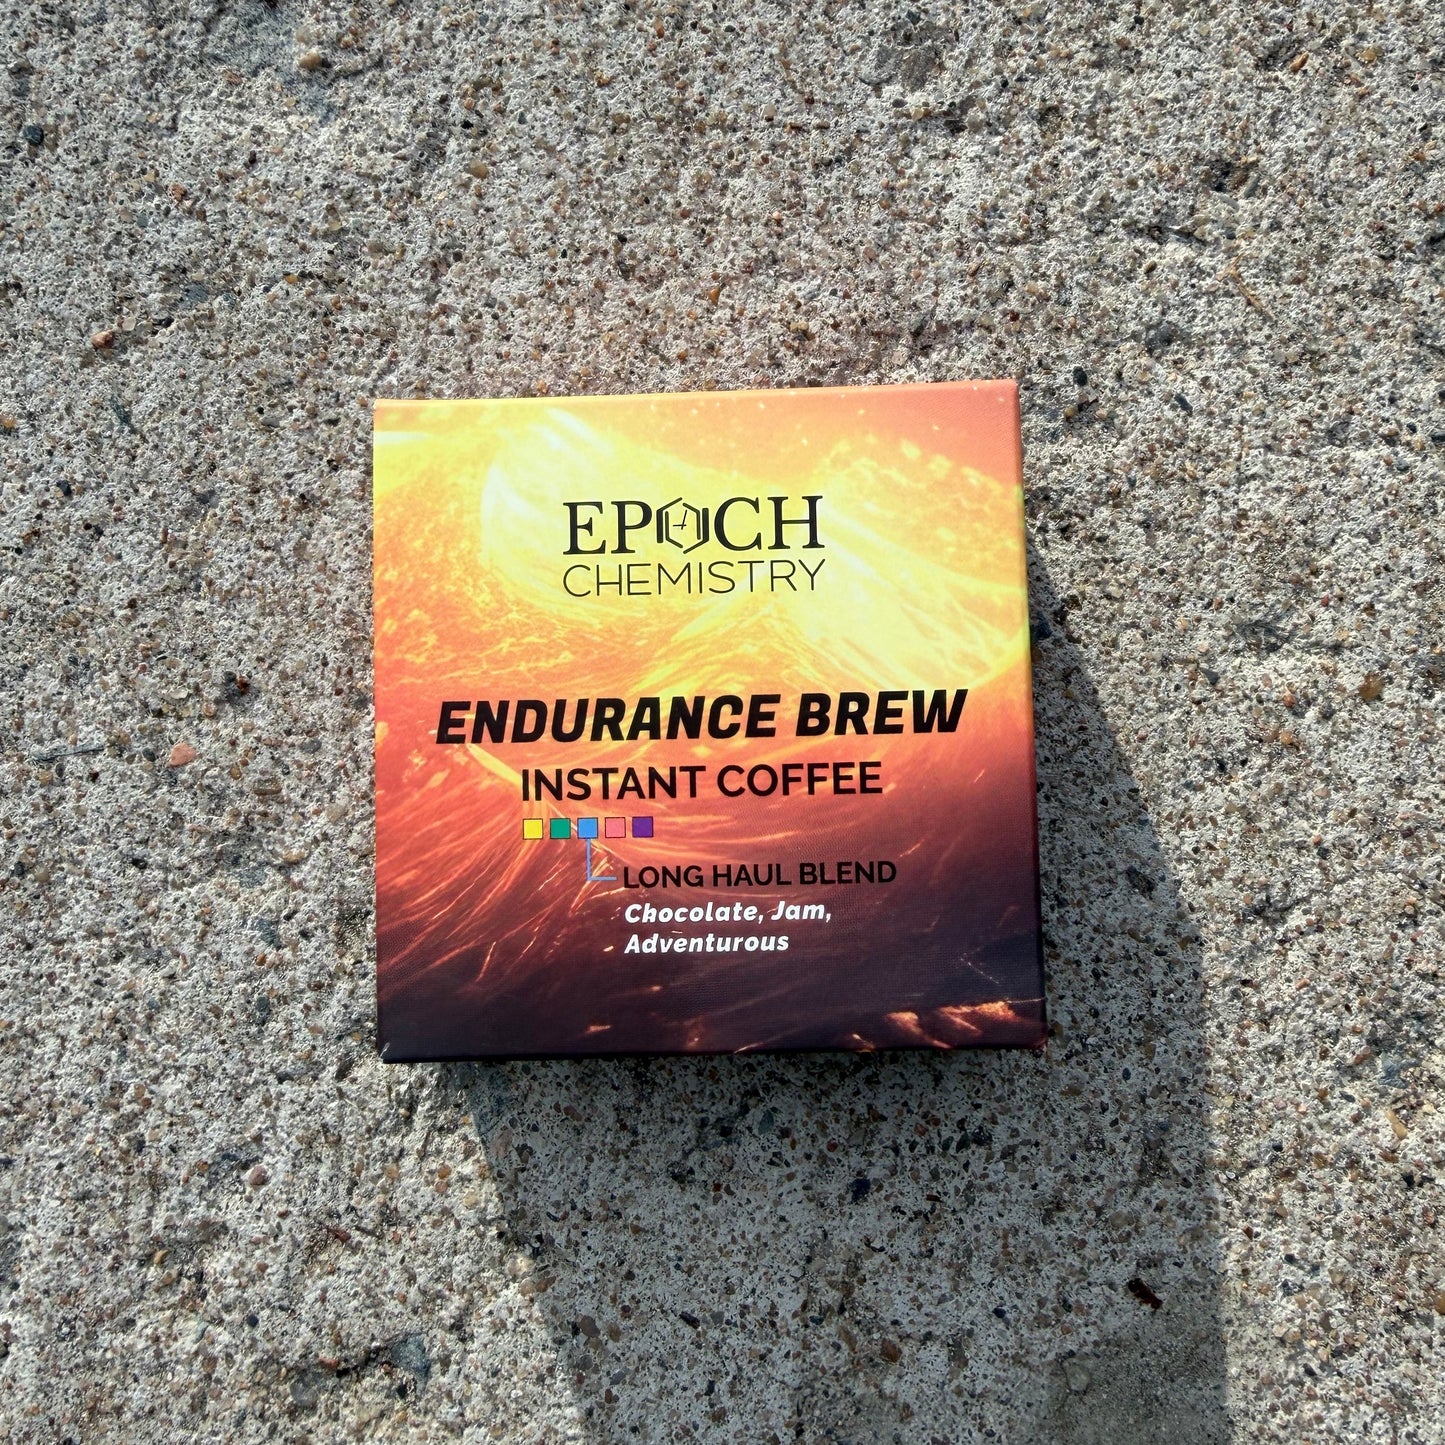 EPOCH
CHEMISTRY
ENDURANCE BREW
INSTANT COFFEE
LONG HAUL BLEND
Chocolate, Jam,
Adventurous